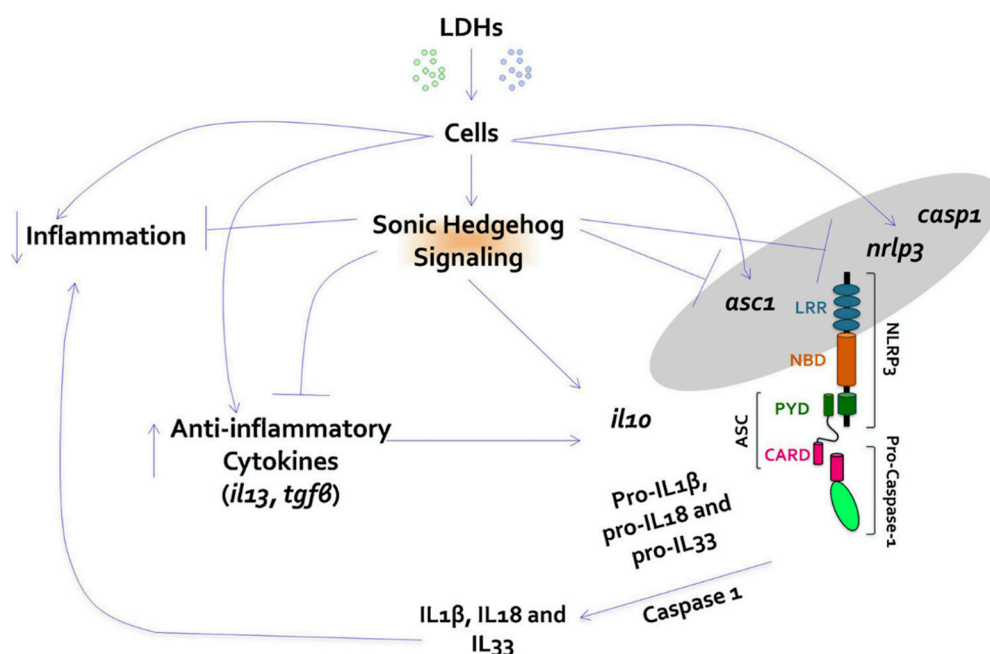 LDHs
Cells
Inflammation
Sonic Hedgehog
Signaling
casp1
nrlp3
asc1
LRR
NBD
NLRP3
PYD
CARD
ASC
Pro-Caspase-1
il10
Anti-inflammatory
Cytokines
(il13, tgfβ)
Pro-IL1β,
pro-IL18 and
pro-IL33
Caspase 1
IL1β, IL18 and
IL33